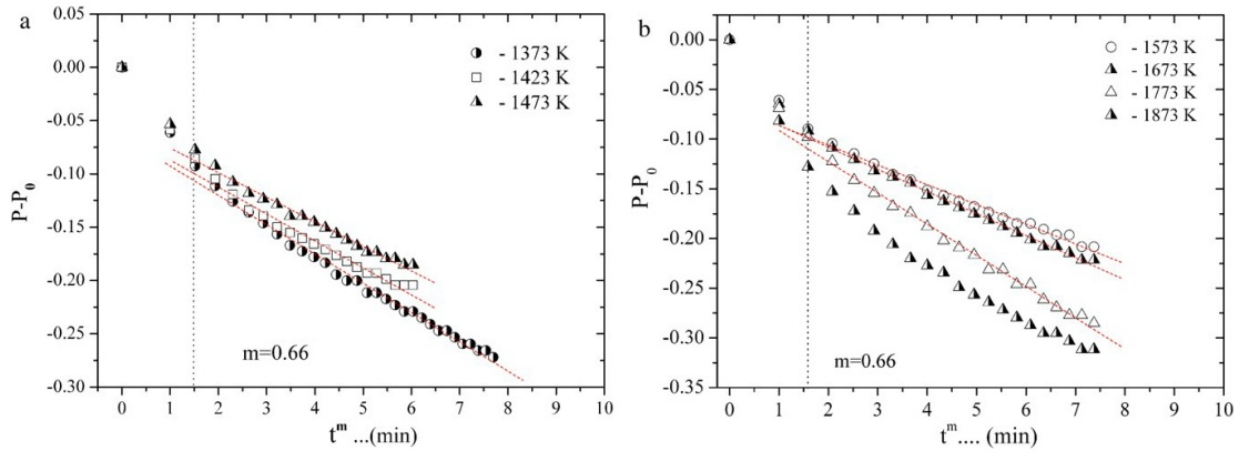 a
0.05
0.00
-0.05
-0.10
-0.15
-0.20
-0.25
-0.30
P-P₀
- 1373 K
- 1423 K
- 1473 K
m=0.66
0 1 2 3 4 5 6 7 8 9 10
tᵐ ...(min)
b
0.00
-0.05
-0.10
-0.15
-0.20
-0.25
-0.30
-0.35
P-P₀
- 1573 K
- 1673 K
- 1773 K
- 1873 K
m=0.66
0 1 2 3 4 5 6 7 8 9 10
tᵐ.... (min)